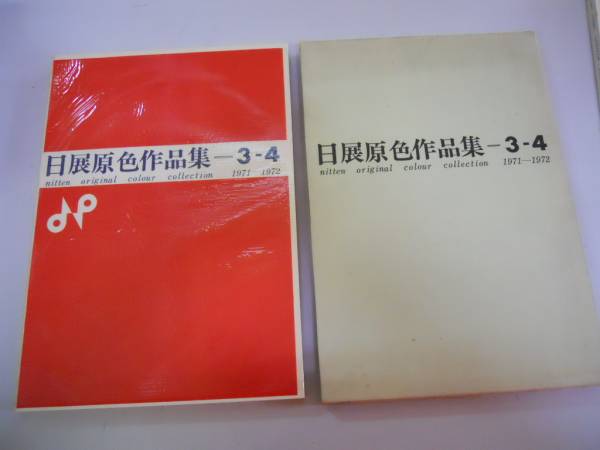 日展原色作品集—3-4
nitten original colour collection 1971—1972
日展原色作品集—3-4
nitten original colour collection 1971—1972